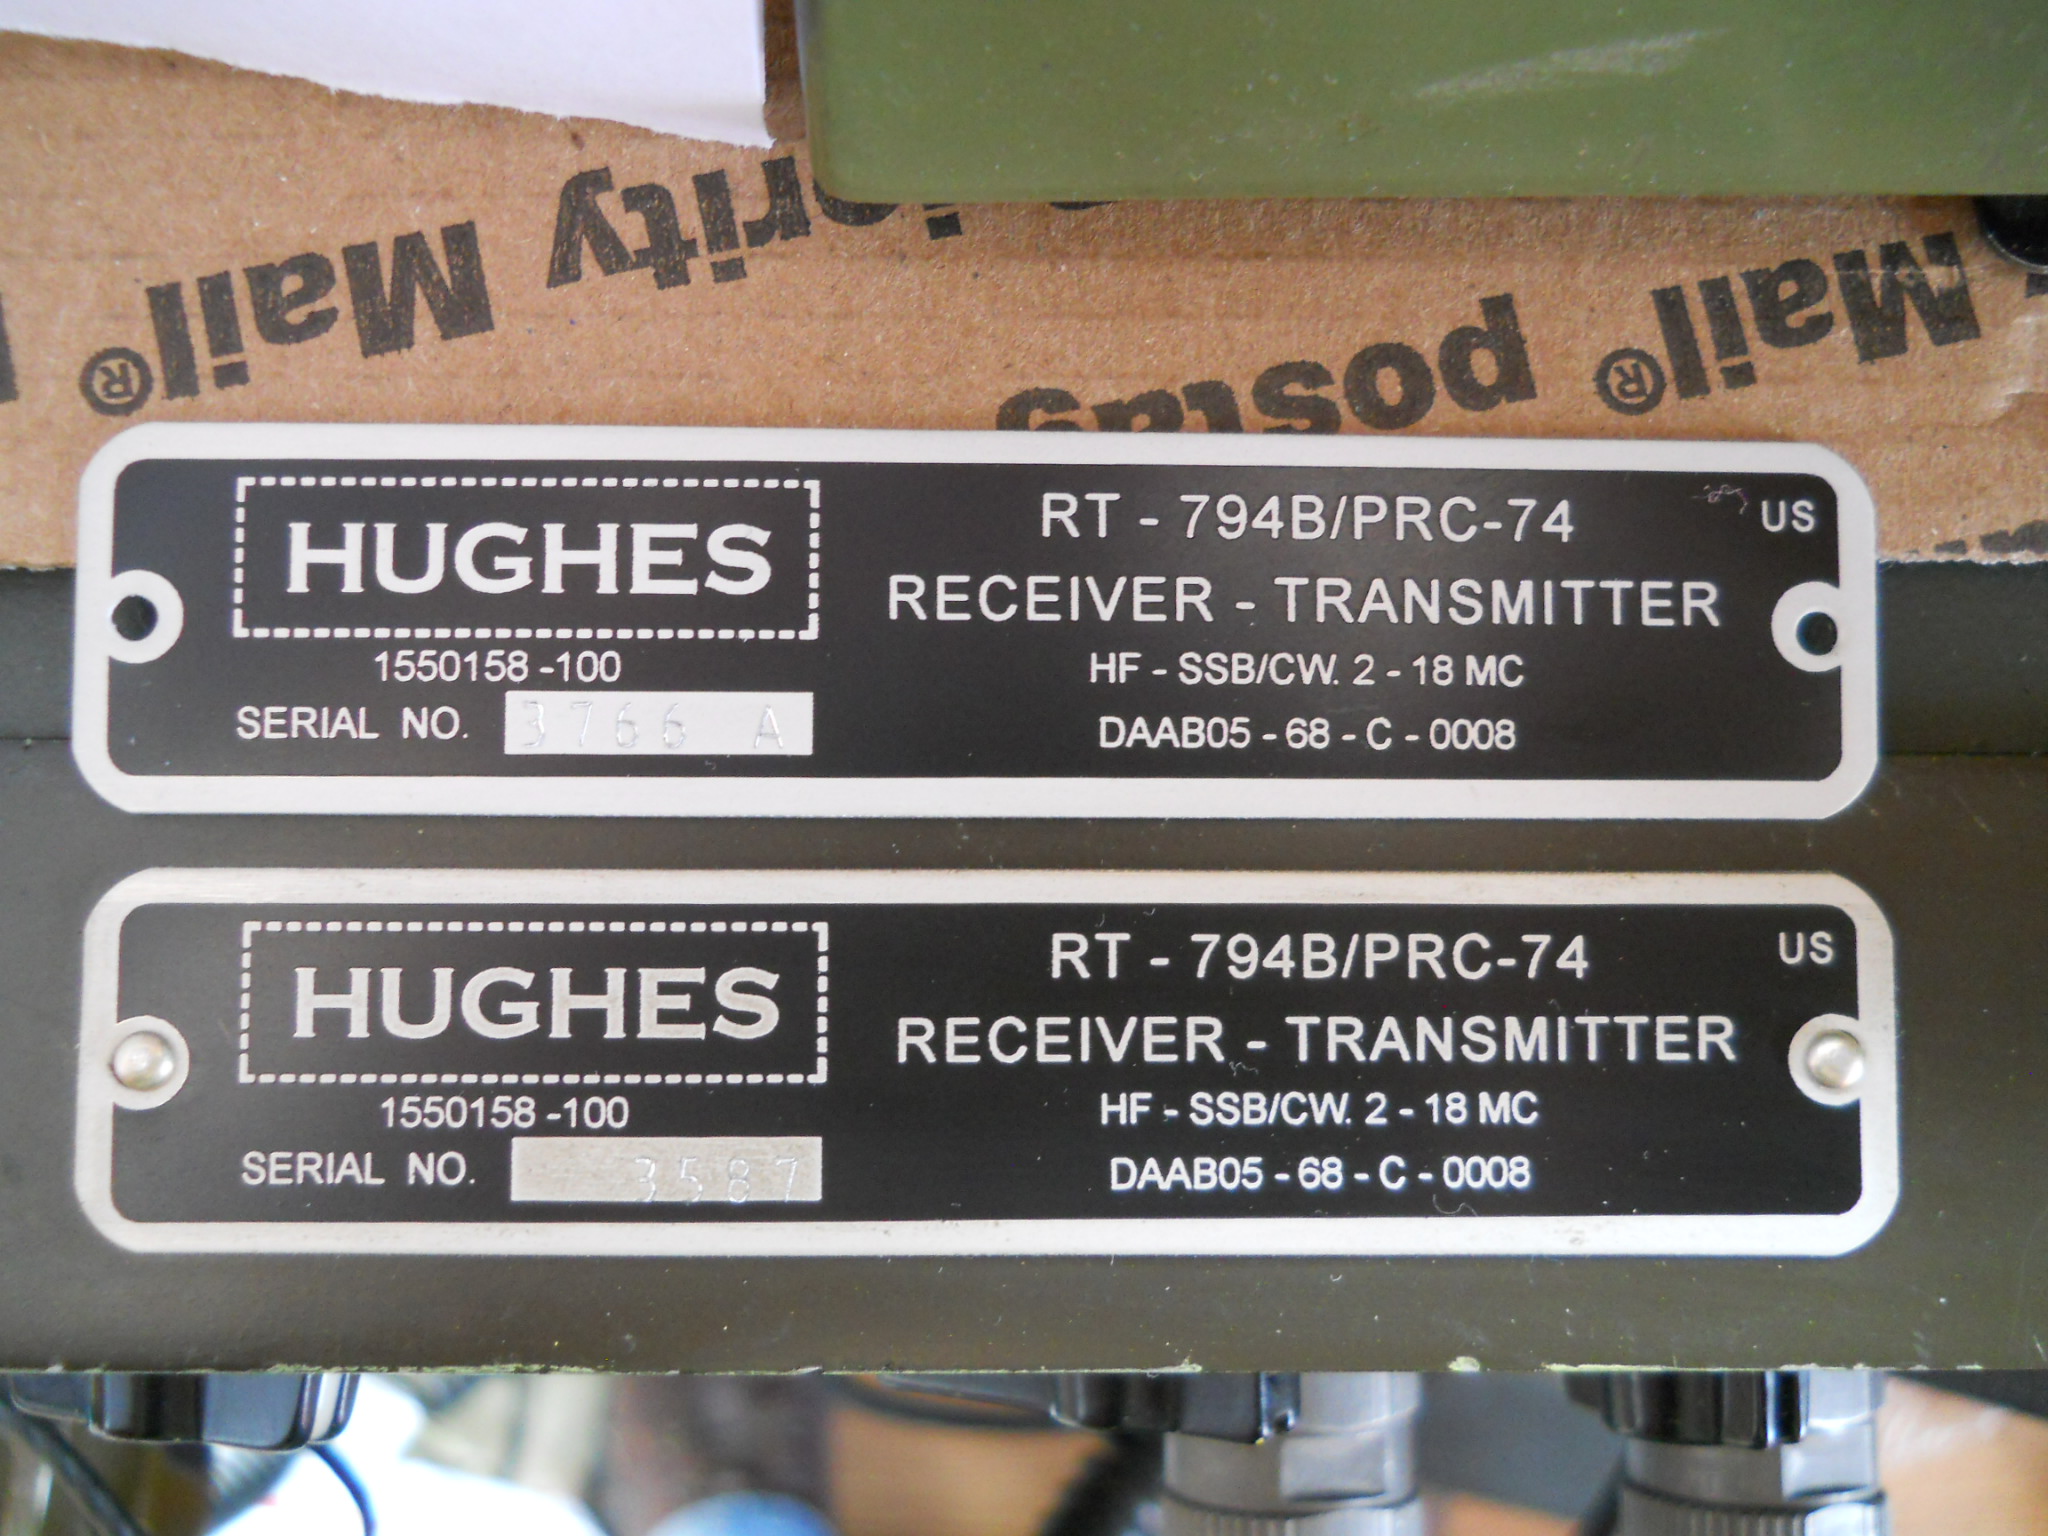 Priority Mail®
Mail® postag
HUGHES
1550158 -100
SERIAL NO. 3766 A
RT - 794B/PRC-74
US
RECEIVER - TRANSMITTER
HF - SSB/CW. 2 - 18 MC
DAAB05 - 68 - C - 0008
HUGHES
1550158 -100
SERIAL NO. 3587
RT - 794B/PRC-74
US
RECEIVER - TRANSMITTER
HF - SSB/CW. 2 - 18 MC
DAAB05 - 68 - C - 0008